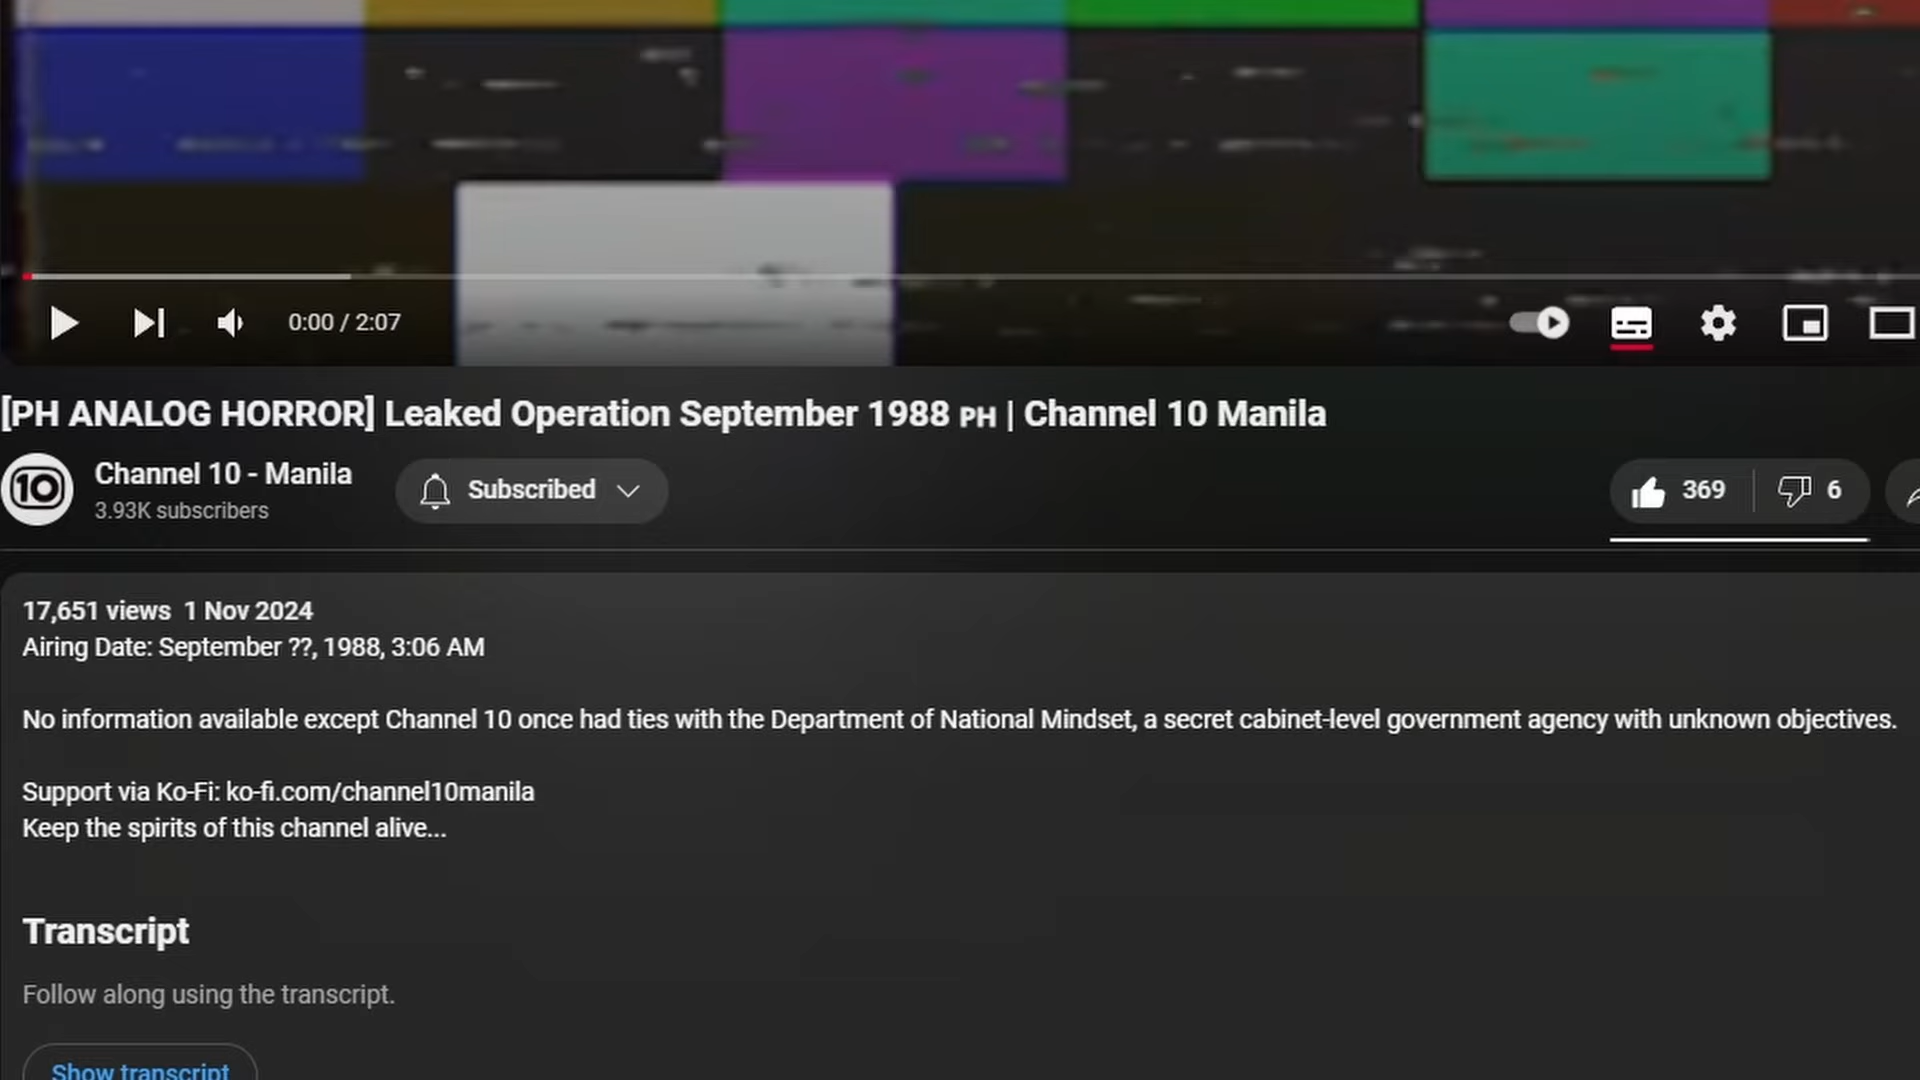 0:00 / 2:07
[PH ANALOG HORROR] Leaked Operation September 1988 PH | Channel 10 Manila
10
Channel 10 - Manila
3.93K subscribers
Subscribed
369
6
17,651 views 1 Nov 2024
Airing Date: September ??, 1988, 3:06 AM
No information available except Channel 10 once had ties with the Department of National Mindset, a secret cabinet-level government agency with unknown objectives.
Support via Ko-Fi: ko-fi.com/channel10manila
Keep the spirits of this channel alive...
Transcript
Follow along using the transcript.
Show transcript